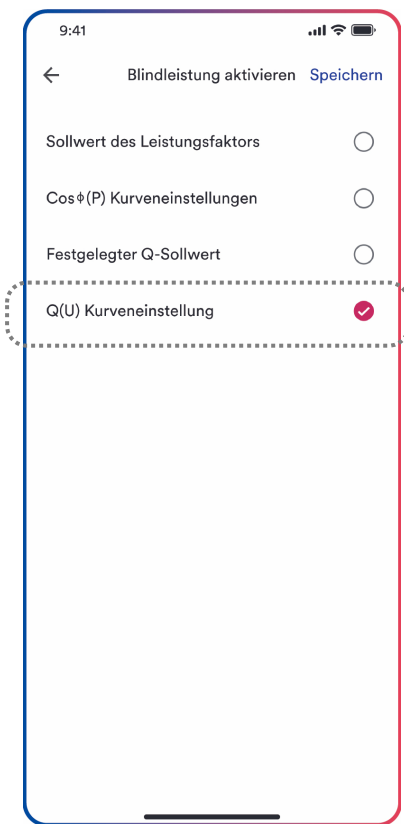 9:41
Blindleistung aktivieren Speichern
Sollwert des Leistungsfaktors
Cosϕ(P) Kurveneinstellungen
Festgelegter Q-Sollwert
Q(U) Kurveneinstellung